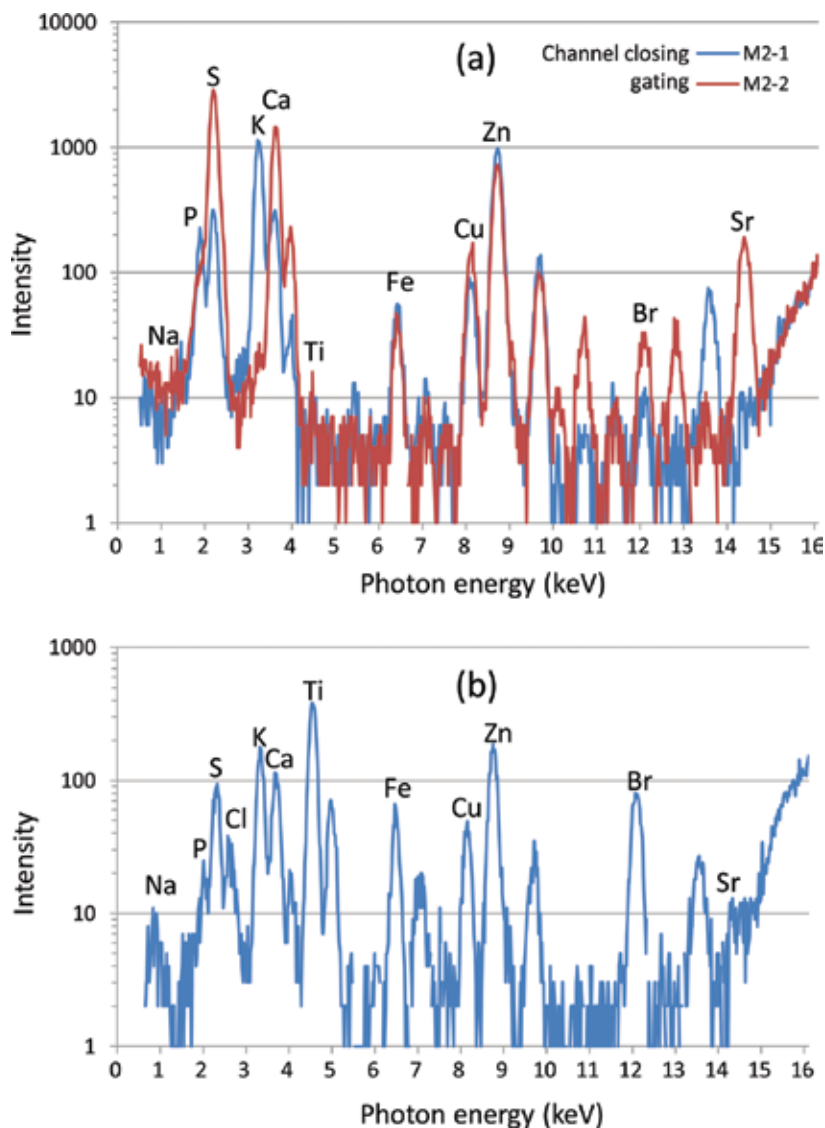 10000
1000
100
10
1
Intensity
(a)
Channel closing
gating
M2-1
M2-2
S
K
Ca
P
Na
Ti
Fe
Cu
Zn
Br
Sr
0 1 2 3 4 5 6 7 8 9 10 11 12 13 14 15 16
Photon energy (keV)
1000
100
10
1
Intensity
(b)
Na
P
S
Cl
K
Ca
Ti
Fe
Cu
Zn
Br
Sr
0 1 2 3 4 5 6 7 8 9 10 11 12 13 14 15 16
Photon energy (keV)